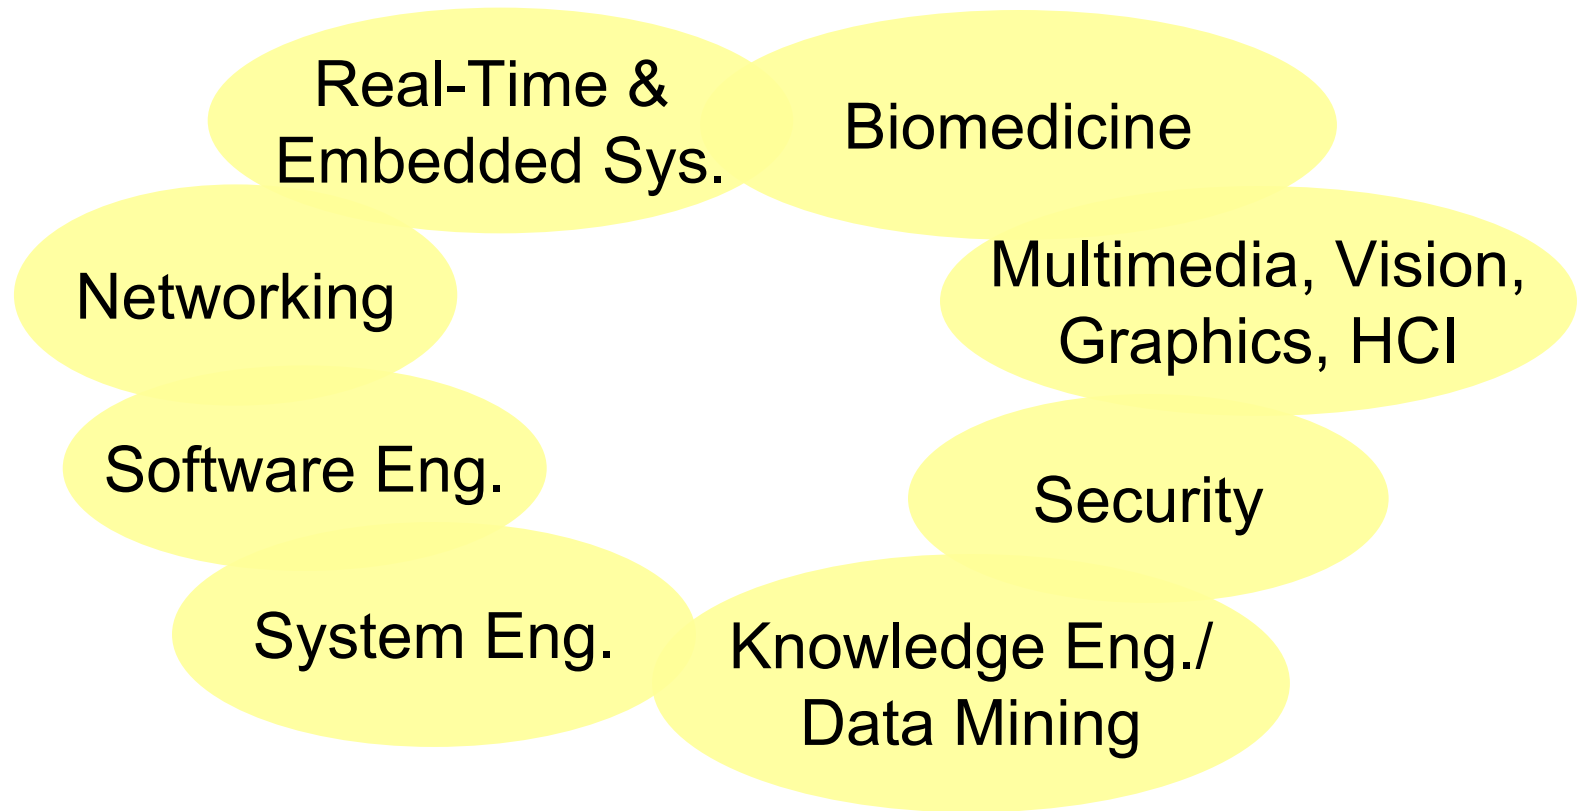 Real-Time &
Embedded Sys.
Biomedicine
Networking
Multimedia, Vision,
Graphics, HCI
Software Eng.
Security
System Eng.
Knowledge Eng./
Data Mining